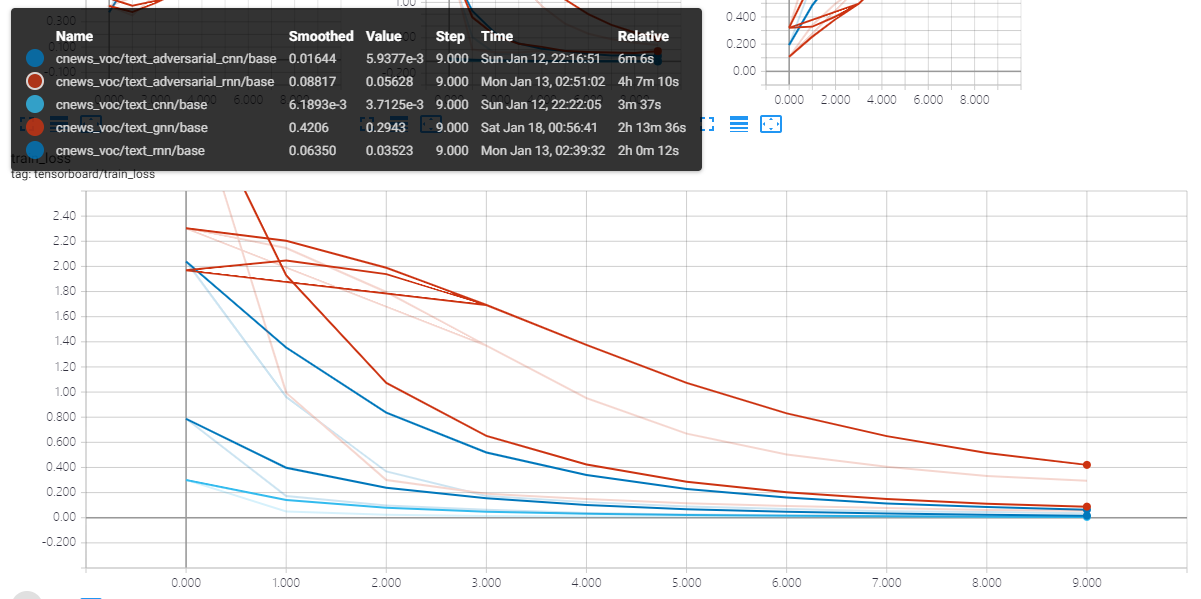 0.300
0.100
1.00
0.400
0.200
0.00
0.000 2.000 4.000 6.000 8.000
Name Smoothed Value Step Time Relative
cnews_voc/text_adversarial_cnn/base 0.01644 5.9377e-3 9.000 Sun Jan 12, 22:16:51 6m 6s
cnews_voc/text_adversarial_rnn/base 0.08817 0.05628 9.000 Mon Jan 13, 02:51:02 4h 7m 10s
cnews_voc/text_cnn/base 6.1893e-3 3.7125e-3 9.000 Sun Jan 12, 22:22:05 3m 37s
cnews_voc/text_gnn/base 0.4206 0.2943 9.000 Sat Jan 18, 00:56:41 2h 13m 36s
cnews_voc/text_rnn/base 0.06350 0.03523 9.000 Mon Jan 13, 02:39:32 2h 0m 12s
train_loss
tag: tensorboard/train_loss
2.40
2.20
2.00
1.80
1.60
1.40
1.20
1.00
0.800
0.600
0.400
0.200
0.00
-0.200
0.000 1.000 2.000 3.000 4.000 5.000 6.000 7.000 8.000 9.000